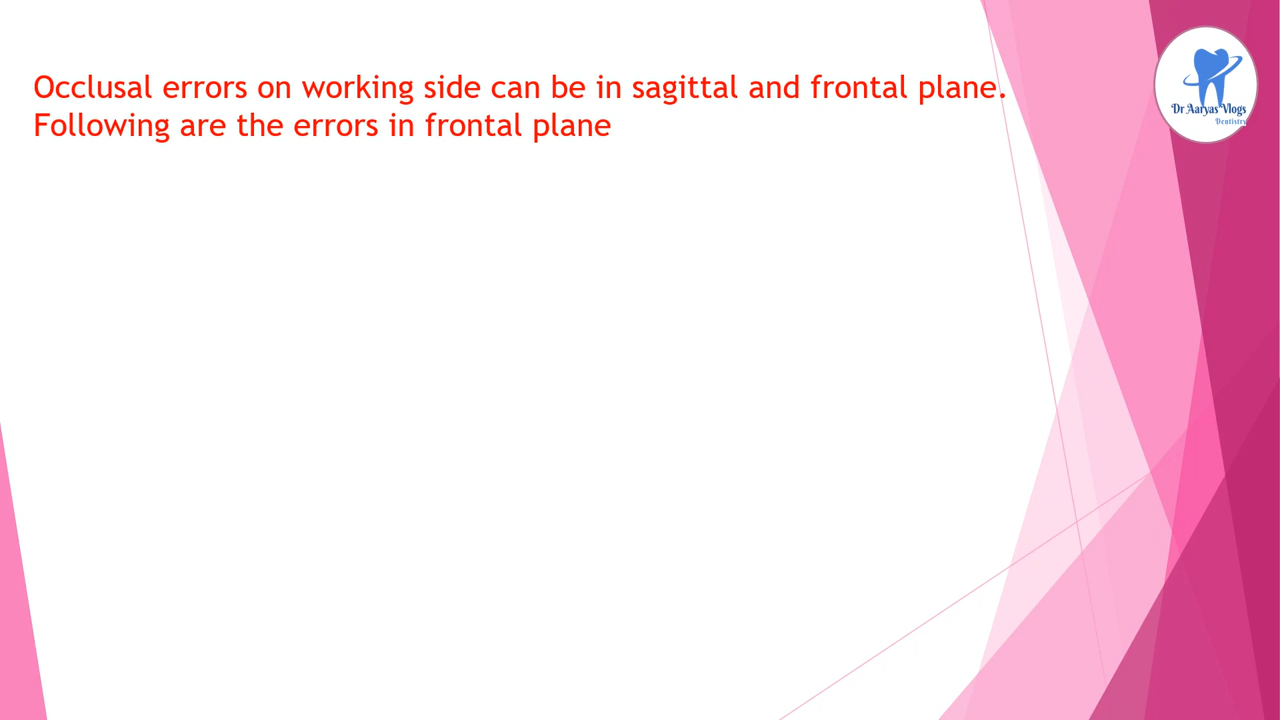 Occlusal errors on working side can be in sagittal and frontal plane.
Following are the errors in frontal plane
Dr Aaryas Vlogs
Dentistry